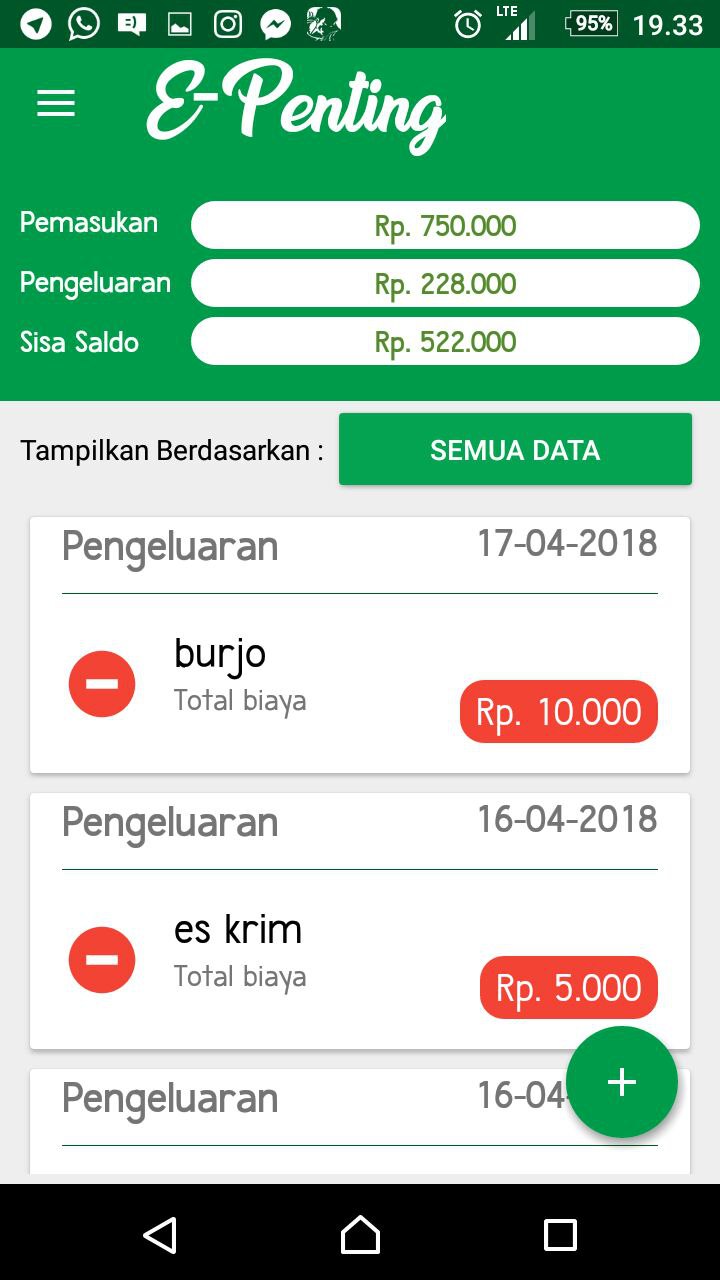 LTE
95%
19.33
E-Penting
Pemasukan Rp. 750.000
Pengeluaran Rp. 228.000
Sisa Saldo Rp. 522.000
Tampilkan Berdasarkan : SEMUA DATA
Pengeluaran 17-04-2018
burjo
Total biaya
Rp. 10.000
Pengeluaran 16-04-2018
es krim
Total biaya
Rp. 5.000
+
Pengeluaran 16-04-